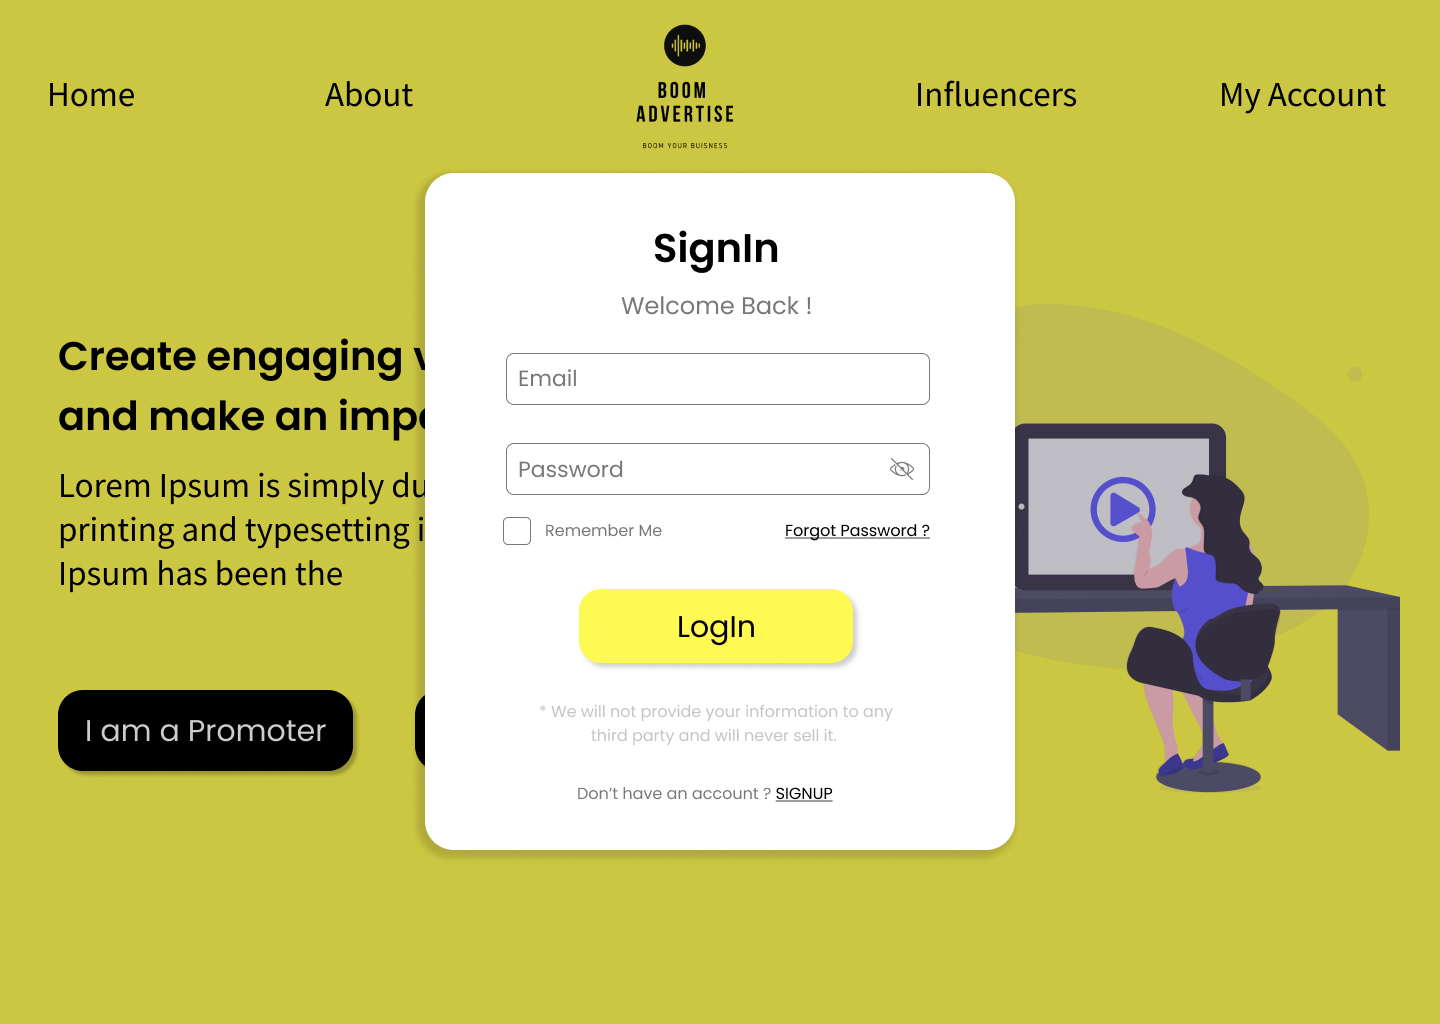 Home
About
BOOM
ADVERTISE
BOOM YOUR BUISNESS
Influencers
My Account
SignIn
Welcome Back !
Email
Password
Remember Me
Forgot Password ?
LogIn
* We will not provide your information to any
third party and will never sell it.
Don’t have an account ? SIGNUP
Create engaging
and make an
Lorem Ipsum is simply
printing and typesetting
Ipsum has been the
I am a Promoter